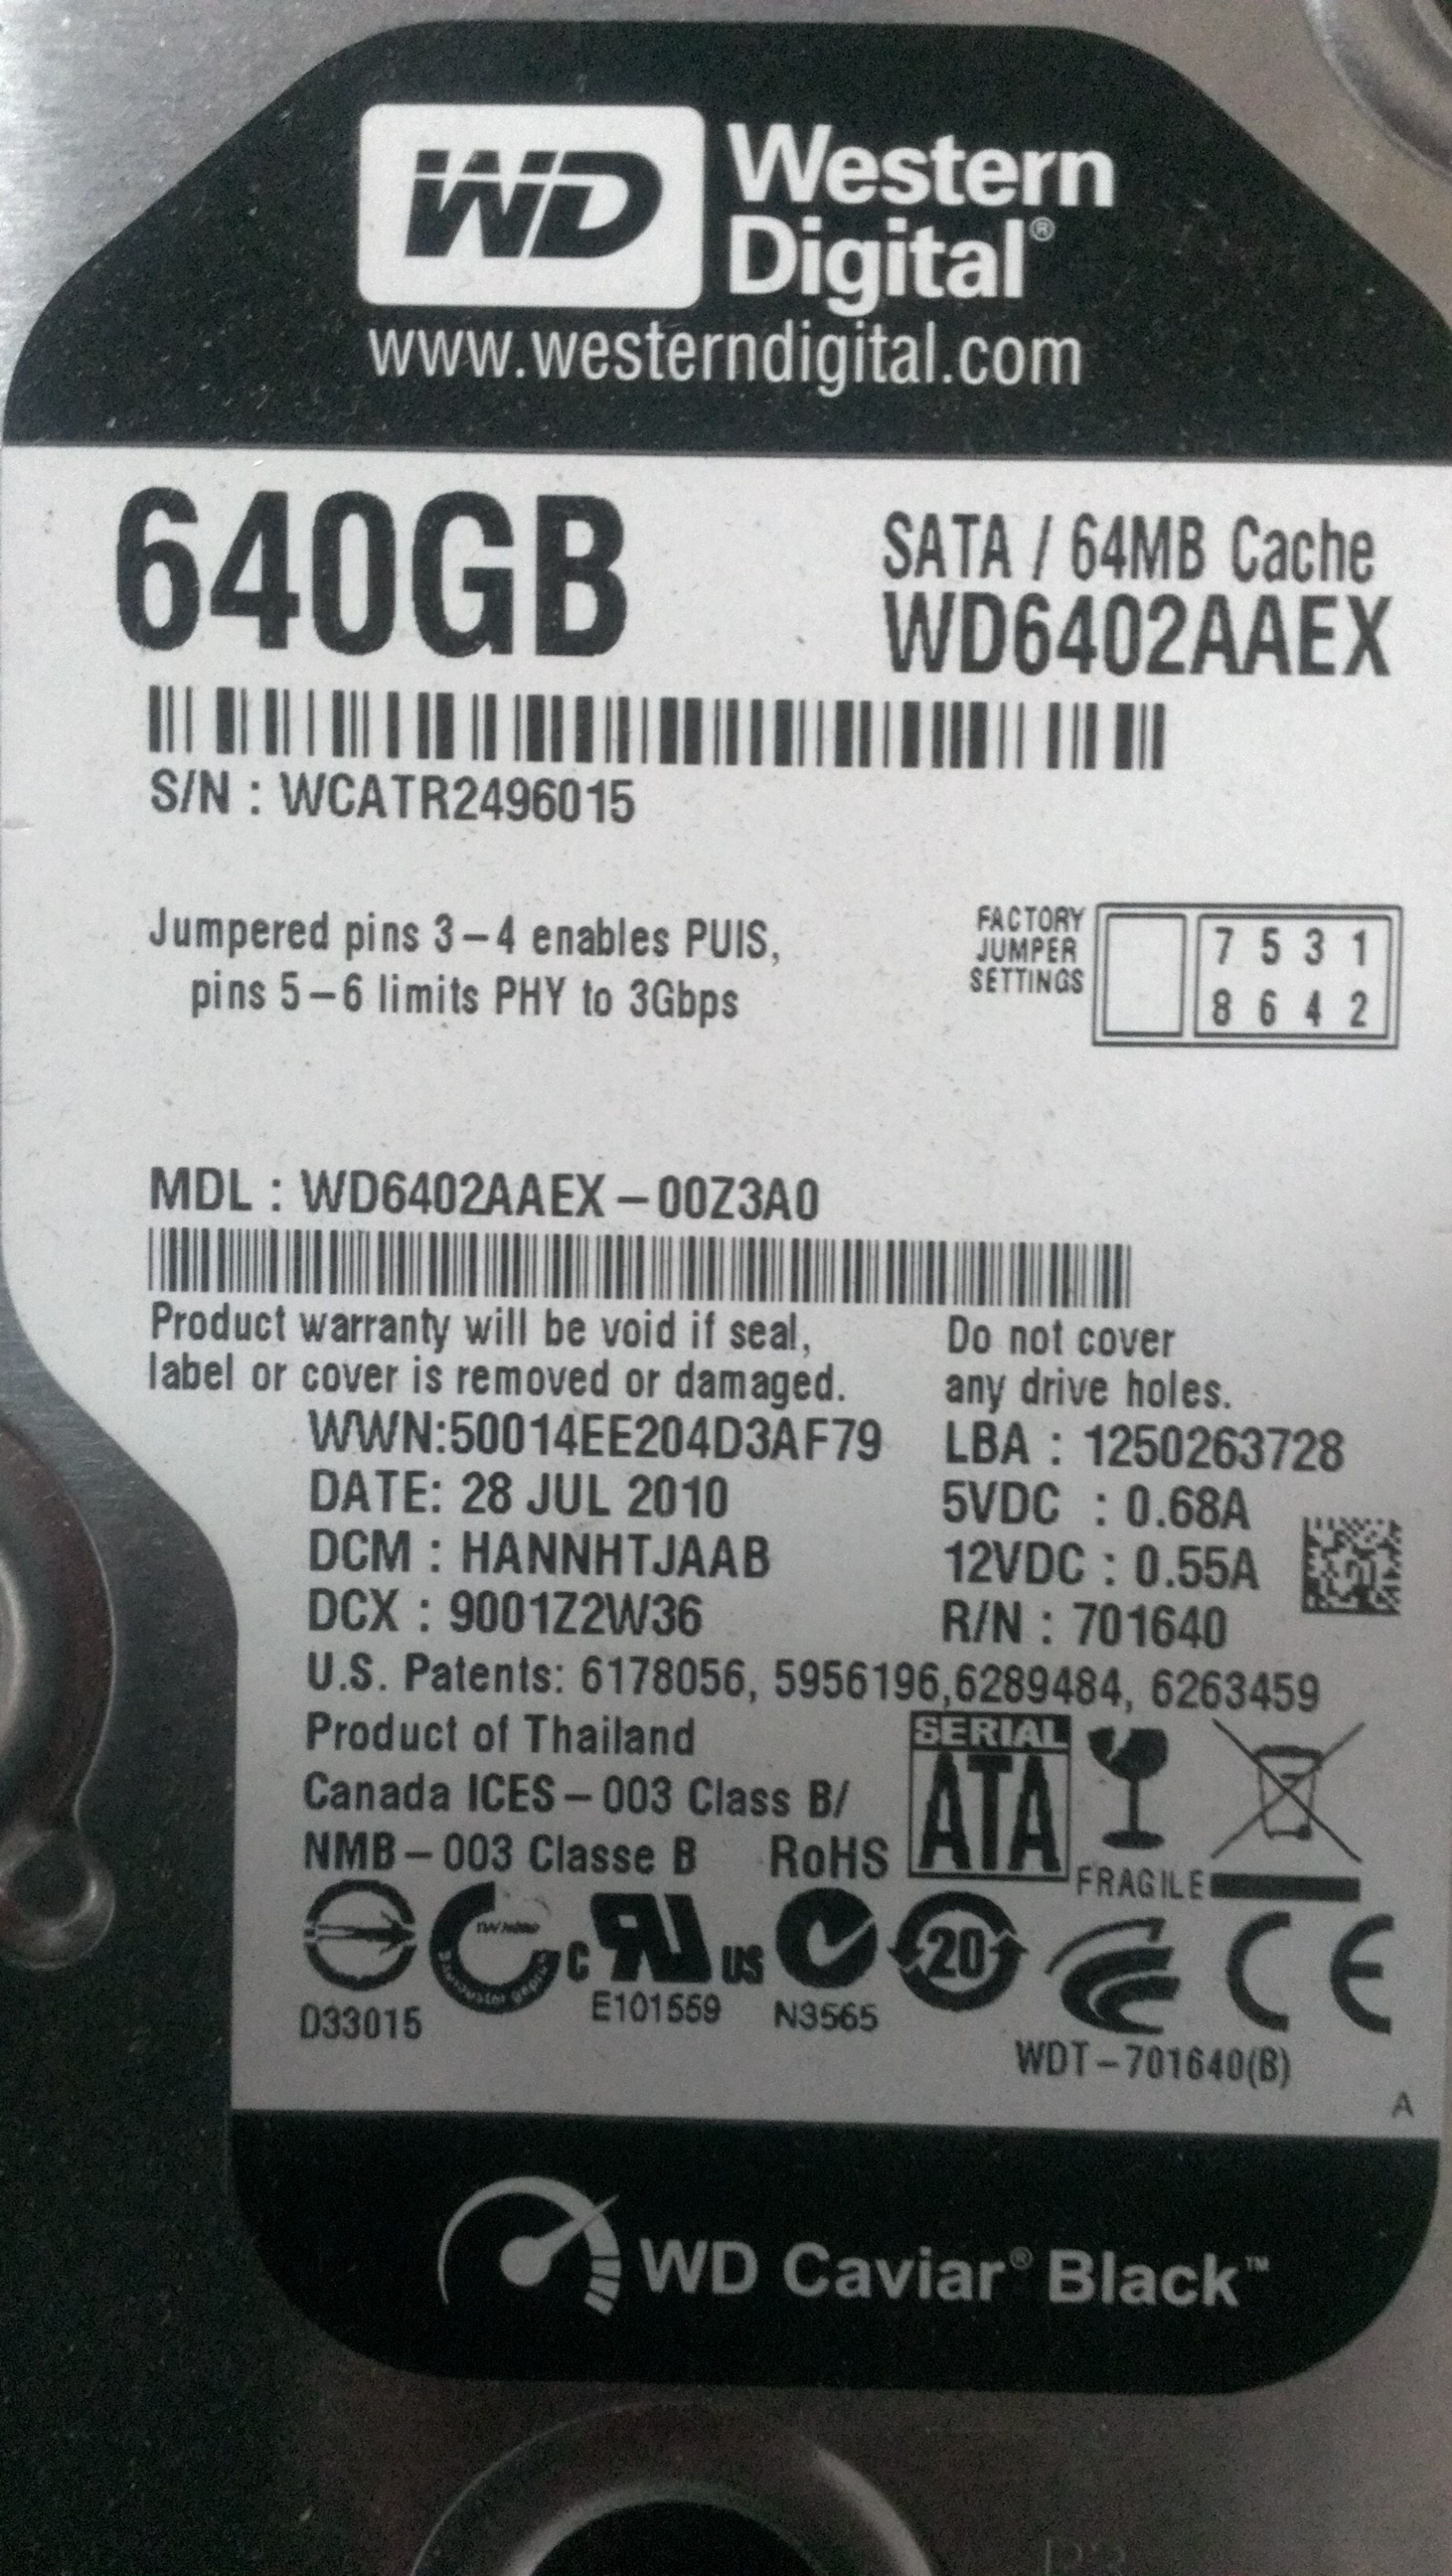 WD Western
Digital®
www.westerndigital.com
640GB
SATA / 64MB Cache
WD6402AAEX
S/N : WCATR2496015
Jumpered pins 3-4 enables PUIS,
pins 5-6 limits PHY to 3Gbps
FACTORY
JUMPER
SETTINGS
7 5 3 1
8 6 4 2
MDL : WD6402AAEX-00Z3A0
Product warranty will be void if seal,
label or cover is removed or damaged.
Do not cover
any drive holes.
WWN:50014EE204D3AF79
DATE: 28 JUL 2010
DCM : HANNHTJAAB
DCX : 9001Z2W36
LBA : 1250263728
5VDC : 0.68A
12VDC : 0.55A
R/N : 701640
U.S. Patents: 6178056, 5956196,6289484, 6263459
Product of Thailand
Canada ICES-003 Class B/
NMB-003 Classe B RoHS
SERIAL
ATA
FRAGILE
D33015
c RU US
E101559
N3565
20
CE
WDT-701640(B)
A
WD Caviar® Black™